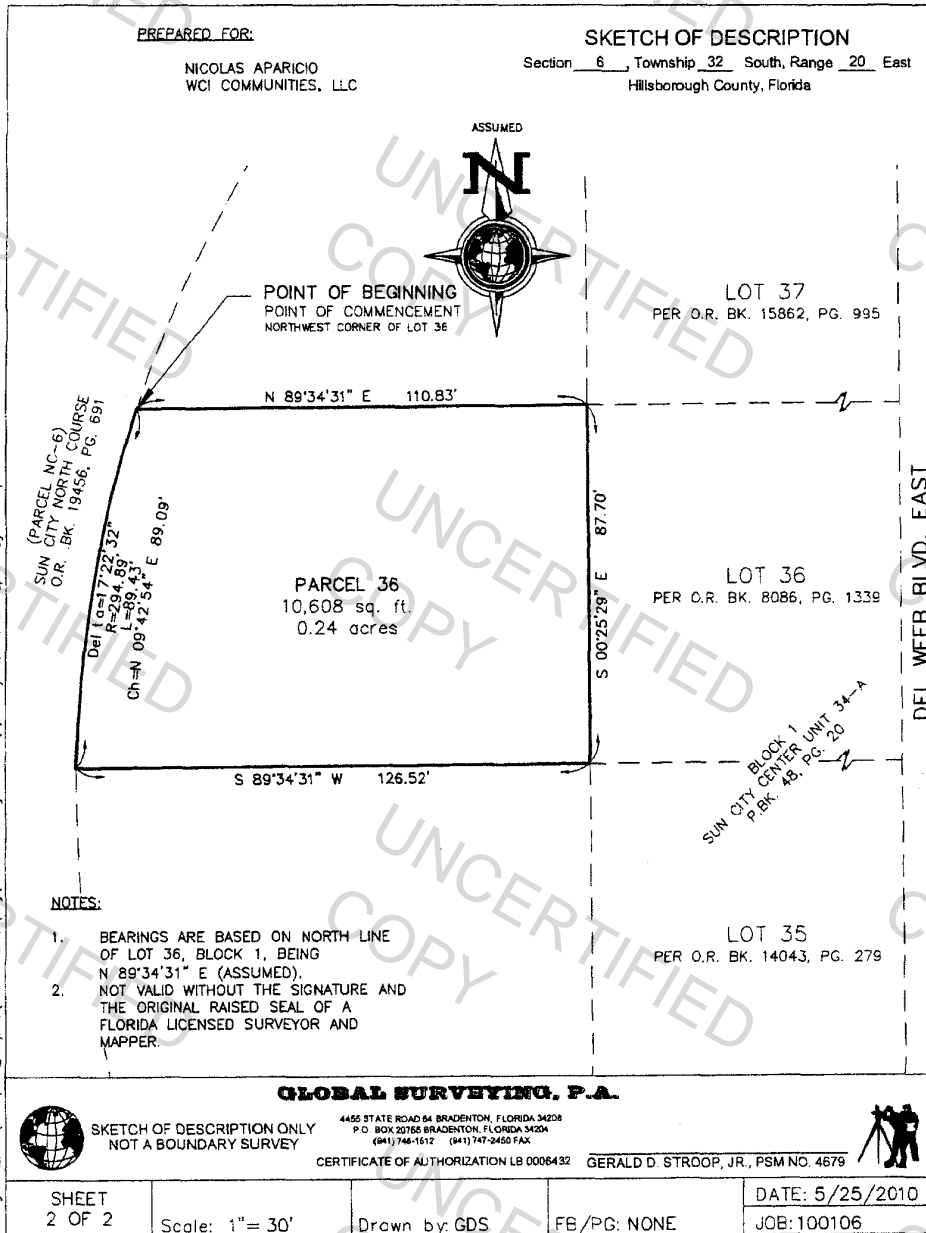 PREPARED FOR:
NICOLAS APARICIO
WCI COMMUNITIES, LLC
SKETCH OF DESCRIPTION
Section 6, Township 32 South, Range 20 East
Hillsborough County, Florida
ASSUMED
N
POINT OF BEGINNING
POINT OF COMMENCEMENT
NORTHWEST CORNER OF LOT 36
LOT 37
PER O.R. BK. 15862, PG. 995
N 89°34'31" E 110.83'
(PARCEL NC-6)
SUN CITY NORTH COURSE
O.R. BK. 19456, PG. 691
Delta=17°22'32"
R=294.89'
L=89.43'
Ch=N 09°42'54" E 89.09'
PARCEL 36
10,608 sq. ft.
0.24 acres
S 00°25'29" E 87.70'
LOT 36
PER O.R. BK. 8086, PG. 1339
DEL WEBB BLVD. EAST
S 89°34'31" W 126.52'
BLOCK 1
SUN CITY CENTER UNIT 34-A
P.BK. 48, PG. 20
LOT 35
PER O.R. BK. 14043, PG. 279
NOTES:
1. BEARINGS ARE BASED ON NORTH LINE
OF LOT 36, BLOCK 1, BEING
N 89°34'31" E (ASSUMED).
2. NOT VALID WITHOUT THE SIGNATURE AND
THE ORIGINAL RAISED SEAL OF A
FLORIDA LICENSED SURVEYOR AND
MAPPER.
GLOBAL SURVEYING, P.A.
SKETCH OF DESCRIPTION ONLY
NOT A BOUNDARY SURVEY
4456 STATE ROAD 64 BRADENTON, FLORIDA 34208
P.O. BOX 20768 BRADENTON, FLORIDA 34204
(941) 748-1612 (941) 747-2450 FAX
CERTIFICATE OF AUTHORIZATION LB 0006432
GERALD D. STROOP, JR., PSM NO. 4679
SHEET
2 OF 2
Scale: 1"= 30'
Drawn by: GDS
FB/PG: NONE
DATE: 5/25/2010
JOB: 100106
UNCERTIFIED
COPY
UNCERTIFIED
COPY
UNCERTIFIED
COPY